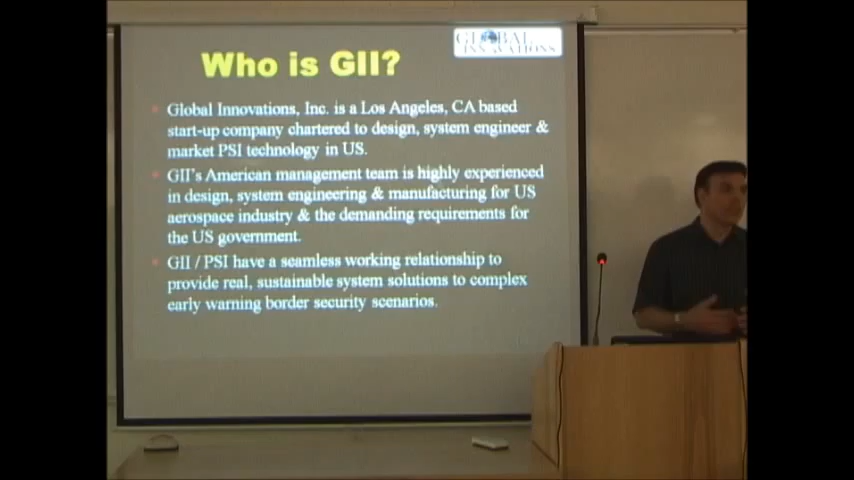 GLOBAL
INNOVATIONS
Who is GII?
Global Innovations, Inc. is a Los Angeles, CA based
start-up company chartered to design, system engineer &
market PSI technology in US.
GII's American management team is highly experienced
in design, system engineering & manufacturing for US
aerospace industry & the demanding requirements for
the US government.
GII / PSI have a seamless working relationship to
provide real, sustainable system solutions to complex
early warning border security scenarios.